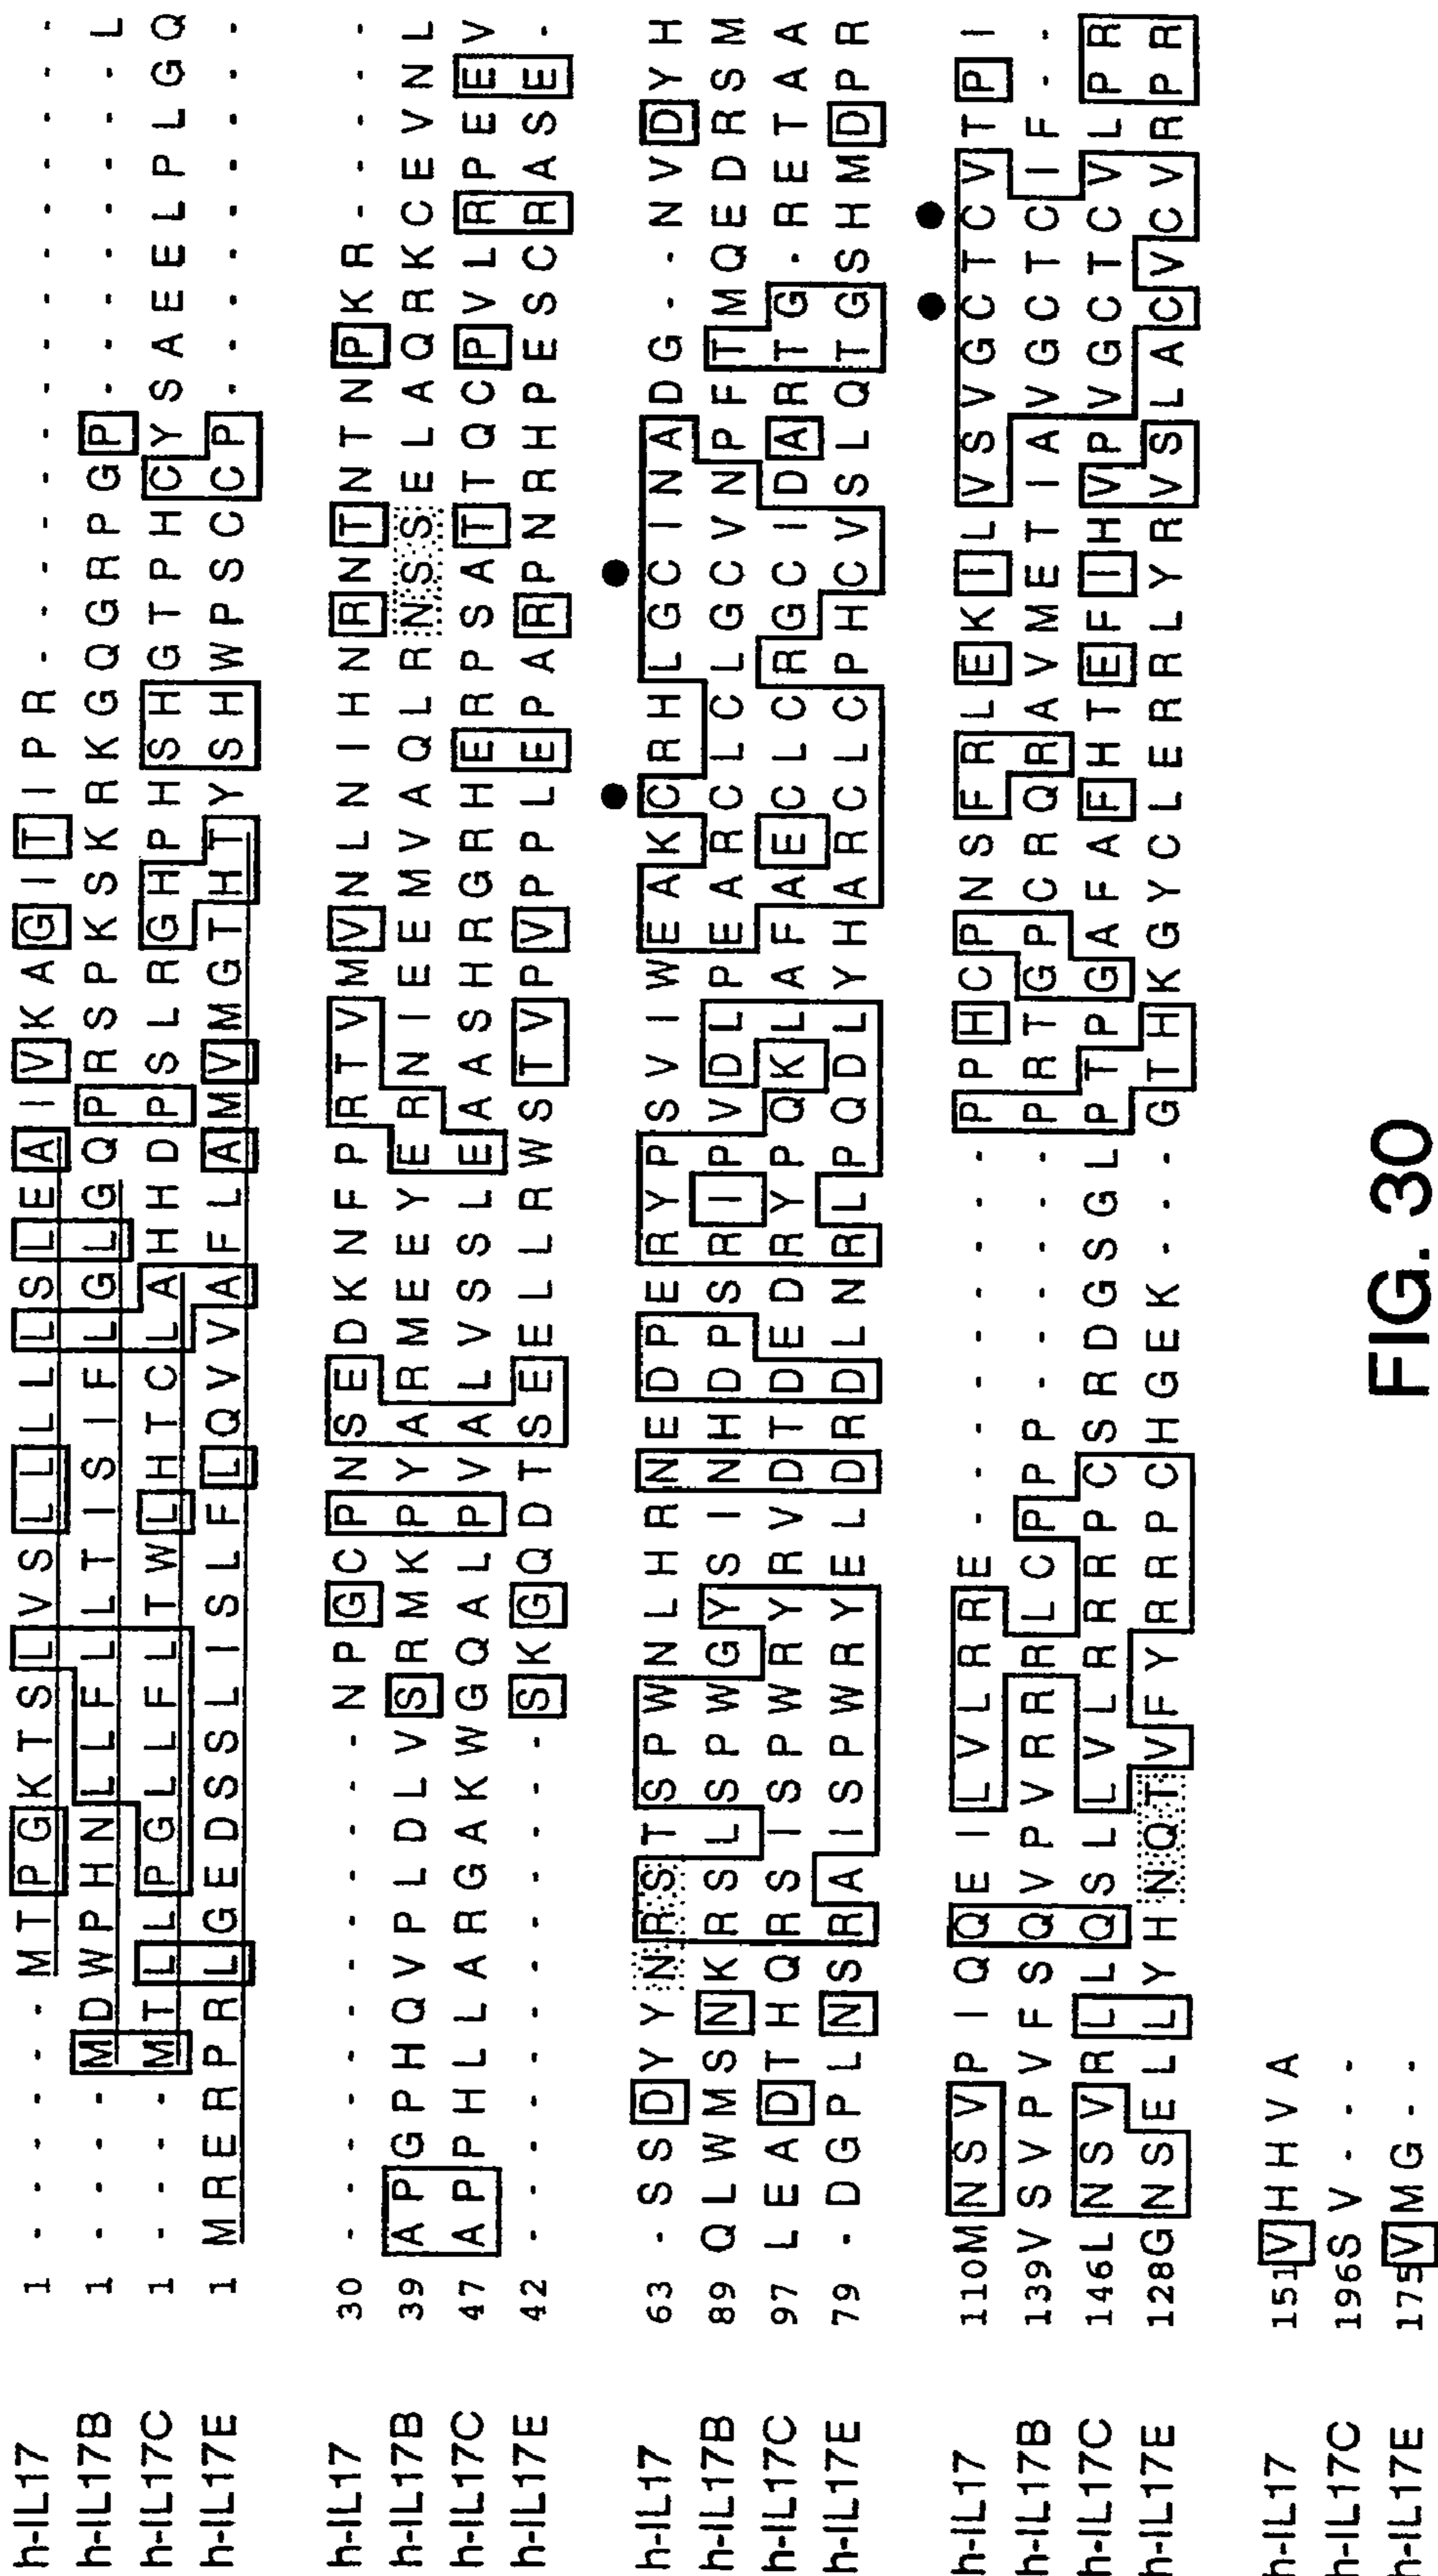 h-IL17 1 - - - - - - M T P G K T S L V S L L L L L S L E A I V K A G I T I P R - - - - - - - - - - - - - - -
h-IL17B 1 - - - - M D W P H N L L F L L T I S I F L G L G Q P R S P K S K R K G Q G R P G P - - - - - - - - L
h-IL17C 1 - - - - M T L L P G L L F L T W L H T C L A H H D P S L R G H P H S H G T P H C Y S A E E L P L G Q
h-IL17E 1 M R E R P R L G E D S S L I S L F L Q V V A F L A M V M G T H T Y S H W P S C C P - - - - - - - - -
h-IL17 30 - - - - - - - - - - - - N P G C P N S E D K N F P R T V M V N L N I H N R N T N T N P K R - - - - -
h-IL17B 39 A P G P H Q V P L D L V S R M K P Y A R M E E Y E R N I E E M V A Q L R N S S E L A Q R K C E V N L
h-IL17C 47 A P P H L L A R G A K W G Q A L P V A L V S S L E A A S H R G R H E R P S A T T Q C P V L R P E E V
h-IL17E 42 - - - - - - - - - - - - S K G Q D T S E E L L R W S T V P V P P L E P A R P N R H P E S C R A S E -
h-IL17 63 - S S D Y Y N R S T S P W N L H R N E D P E R Y P S V I W E A K C R H L G C I N A D G - - N V D Y H
h-IL17B 89 Q L W M S N K R S L S P W G Y S I N H D P S R I P V D L P E A R C L C L G C V N P F T M Q E D R S M
h-IL17C 97 L E A D T H Q R S I S P W R Y R V D T D E D R Y P Q K L A F A E C L C R G C I D A R T G - R E T A A
h-IL17E 79 - D G P L N S R A I S P W R Y E L D R D L N R L P Q D L Y H A R C L C P H C V S L Q T G S H M D P R
h-IL17 110 M N S V P I Q Q E I L V L R R E - - - - - - - - - P P H C P N S F R L E K I L V S V G C T C V T P I
h-IL17B 139 V S V P V F S Q V P V R R R L C P P P - - - - - - P R T G P C R Q R A V M E T I A V G C T C I F - -
h-IL17C 146 L N S V R L L Q S L L V L R R R P C S R D G S G L P T P G A F A F H T E F I H V P V G C T C V L P R
h-IL17E 128 G N S E L L Y H N Q T V F Y R R P C H G E K - - - G T H K G Y C L E R R L Y R V S L A C V C V R P R
h-IL17 151 V H H V A
h-IL17C 196 S V - - -
h-IL17E 175 V M G - -
FIG. 30